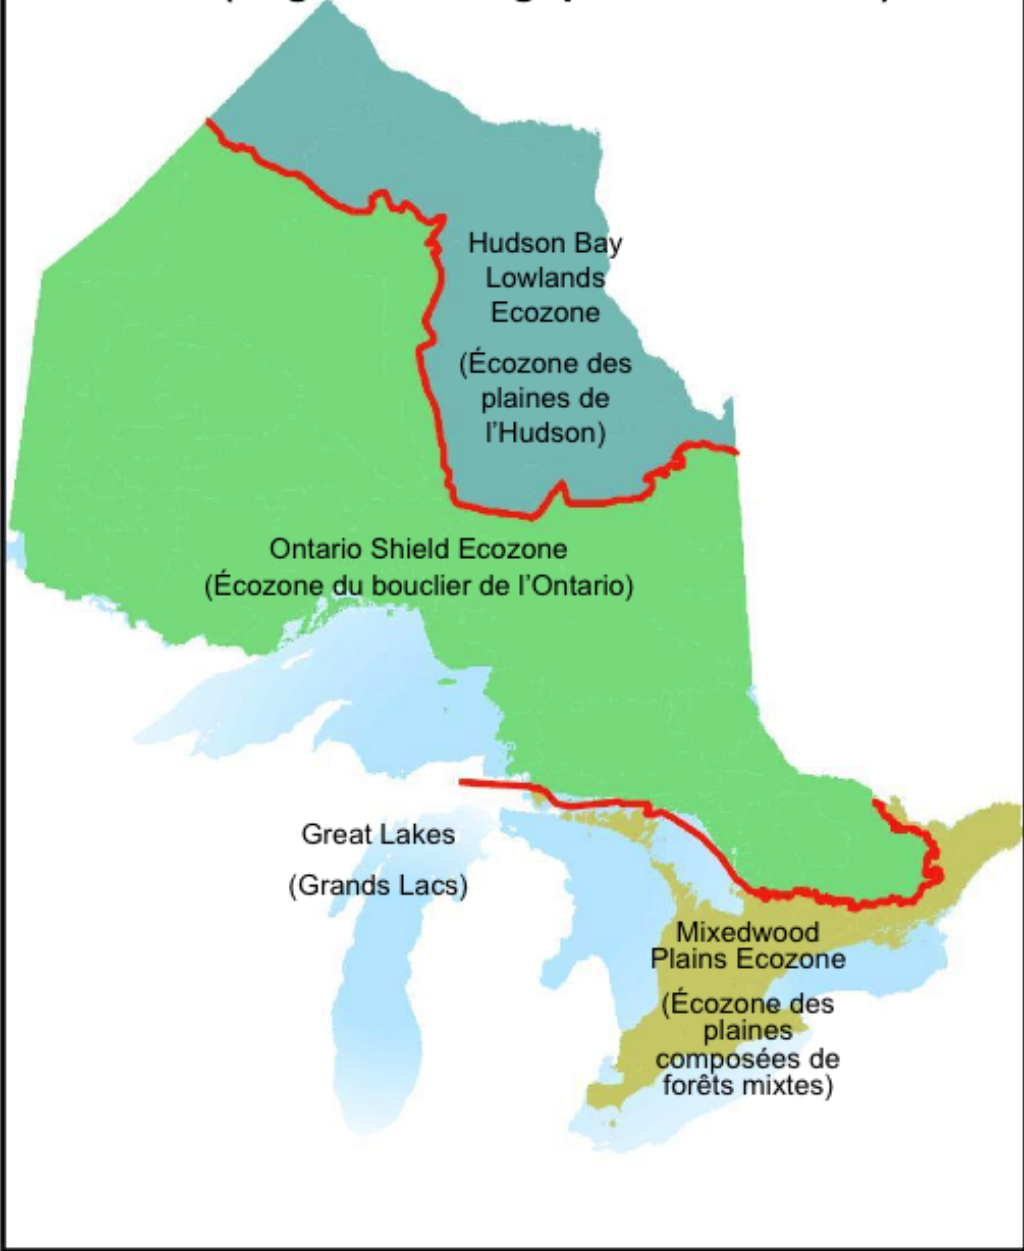 Hudson Bay
Lowlands
Ecozone
(Écozone des
plaines de
l'Hudson)
Ontario Shield Ecozone
(Écozone du bouclier de l'Ontario)
Great Lakes
(Grands Lacs)
Mixedwood
Plains Ecozone
(Écozone des
plaines
composées de
forêts mixtes)